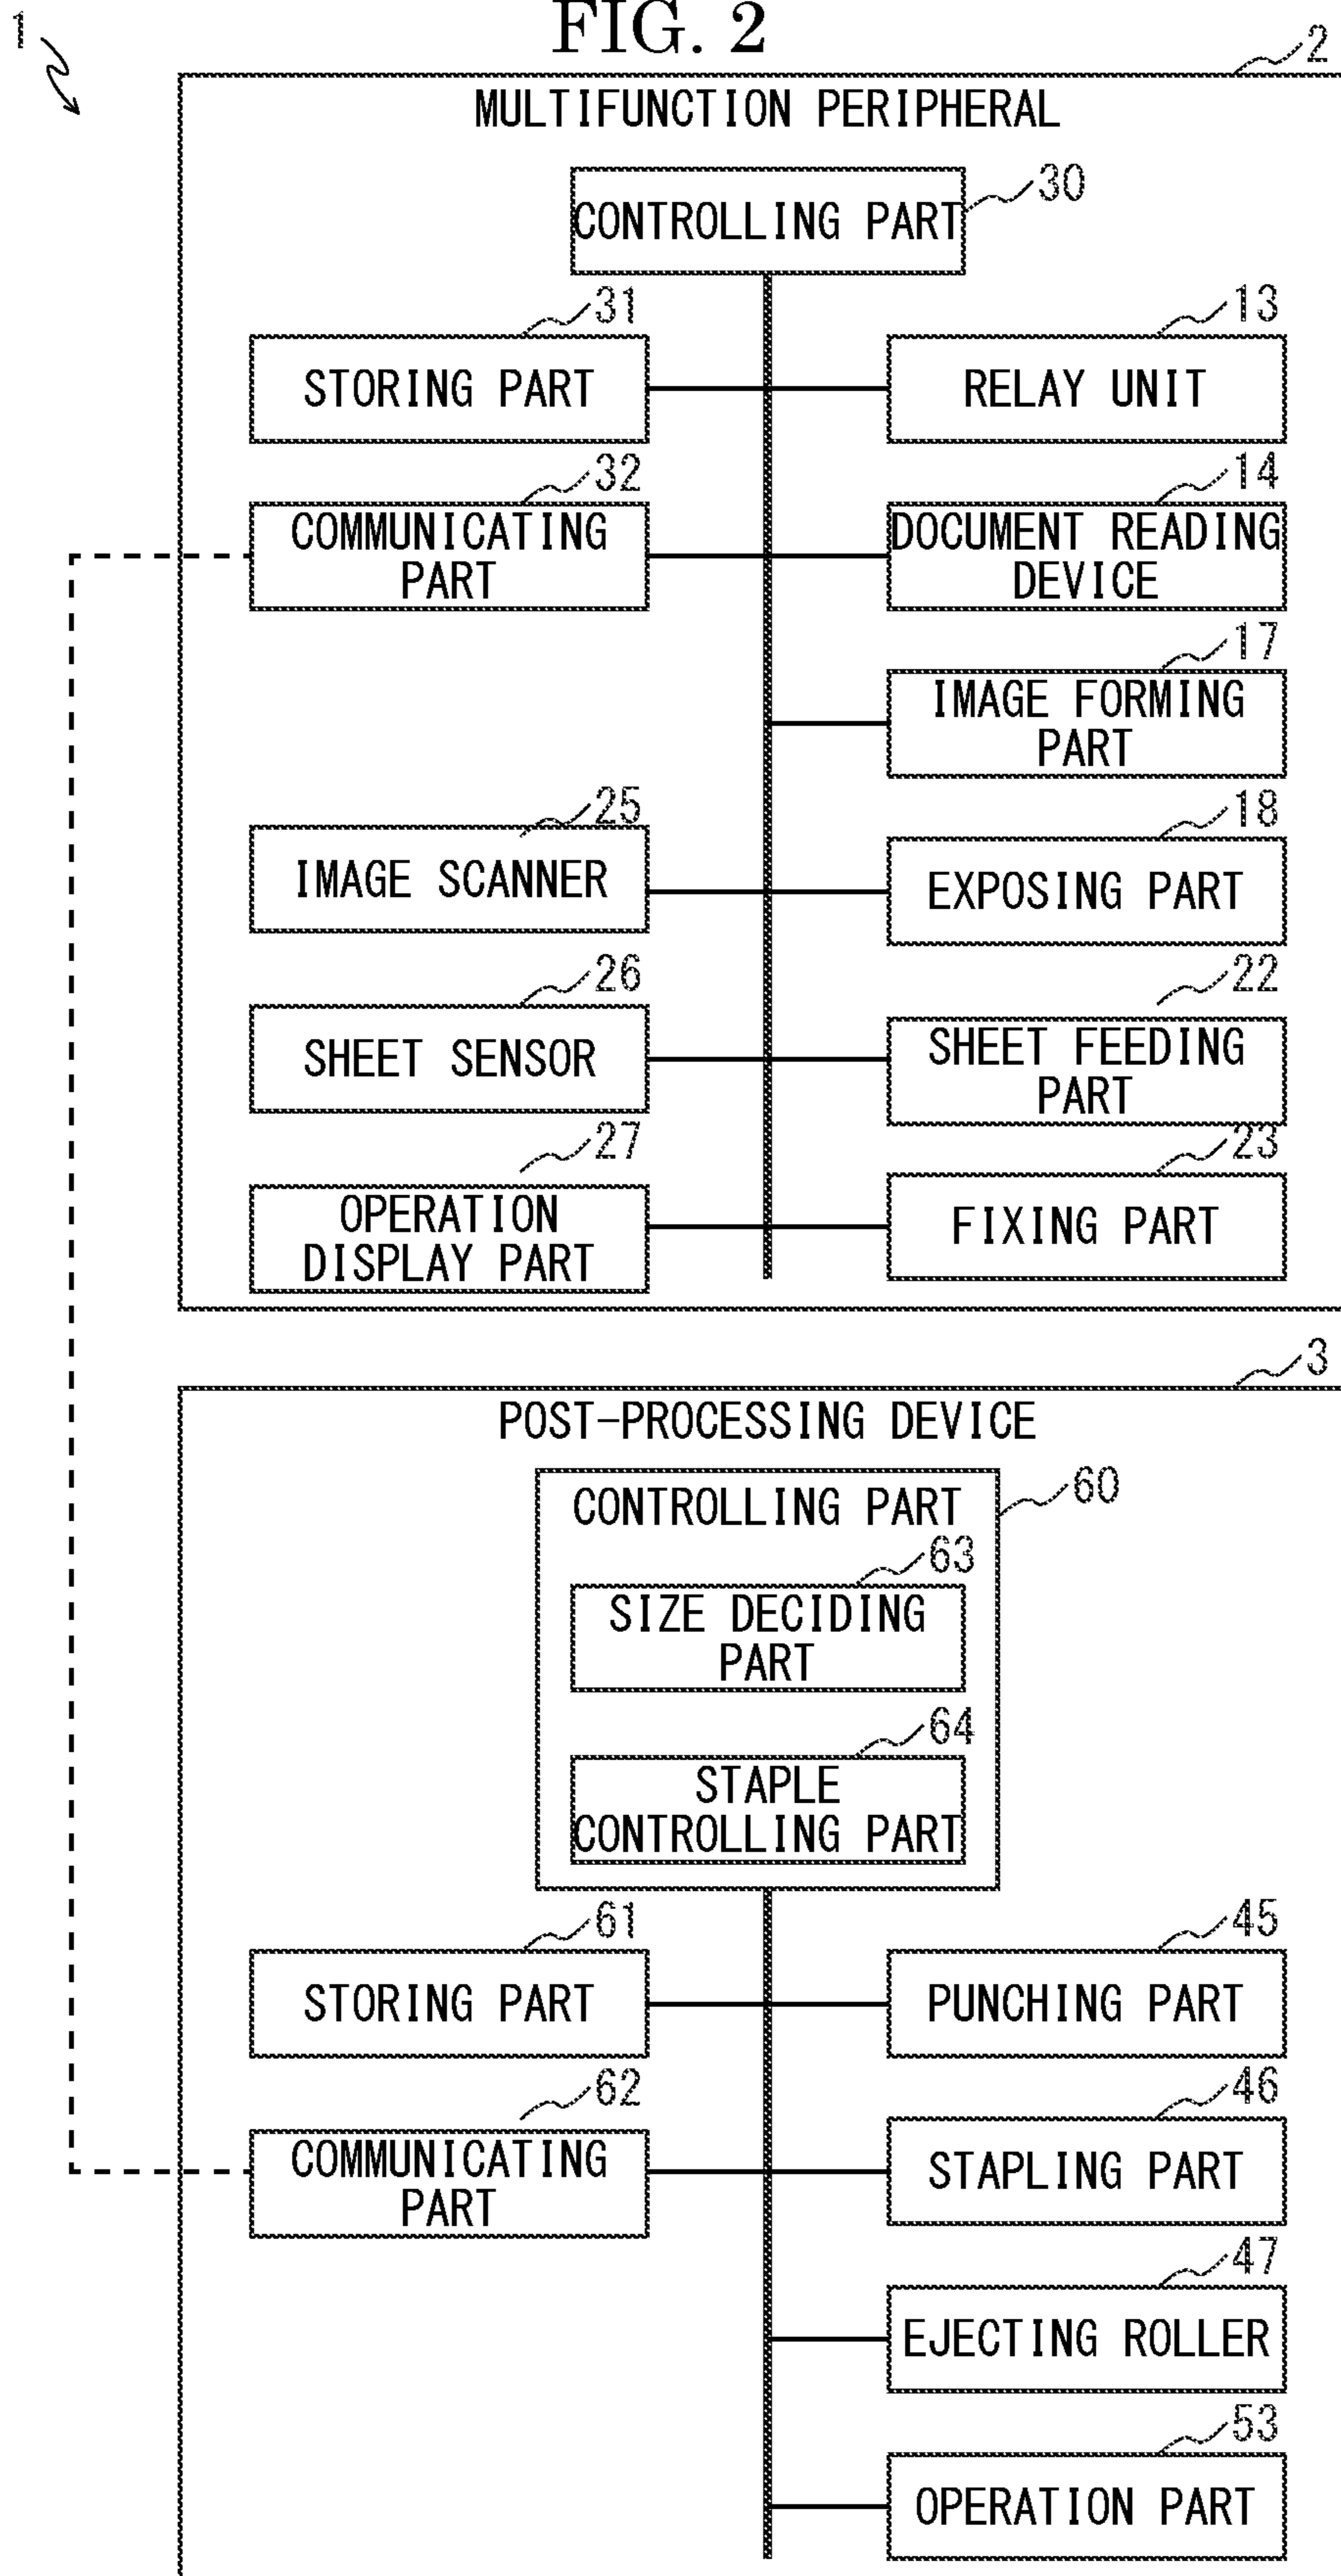 FIG. 2
1
2
MULTIFUNCTION PERIPHERAL
30
CONTROLLING PART
31
STORING PART
13
RELAY UNIT
32
COMMUNICATING
PART
14
DOCUMENT READING
DEVICE
17
IMAGE FORMING
PART
25
IMAGE SCANNER
18
EXPOSING PART
26
SHEET SENSOR
22
SHEET FEEDING
PART
27
OPERATION
DISPLAY PART
23
FIXING PART
3
POST-PROCESSING DEVICE
60
CONTROLLING PART
63
SIZE DECIDING
PART
64
STAPLE
CONTROLLING PART
61
STORING PART
45
PUNCHING PART
62
COMMUNICATING
PART
46
STAPLING PART
47
EJECTING ROLLER
53
OPERATION PART